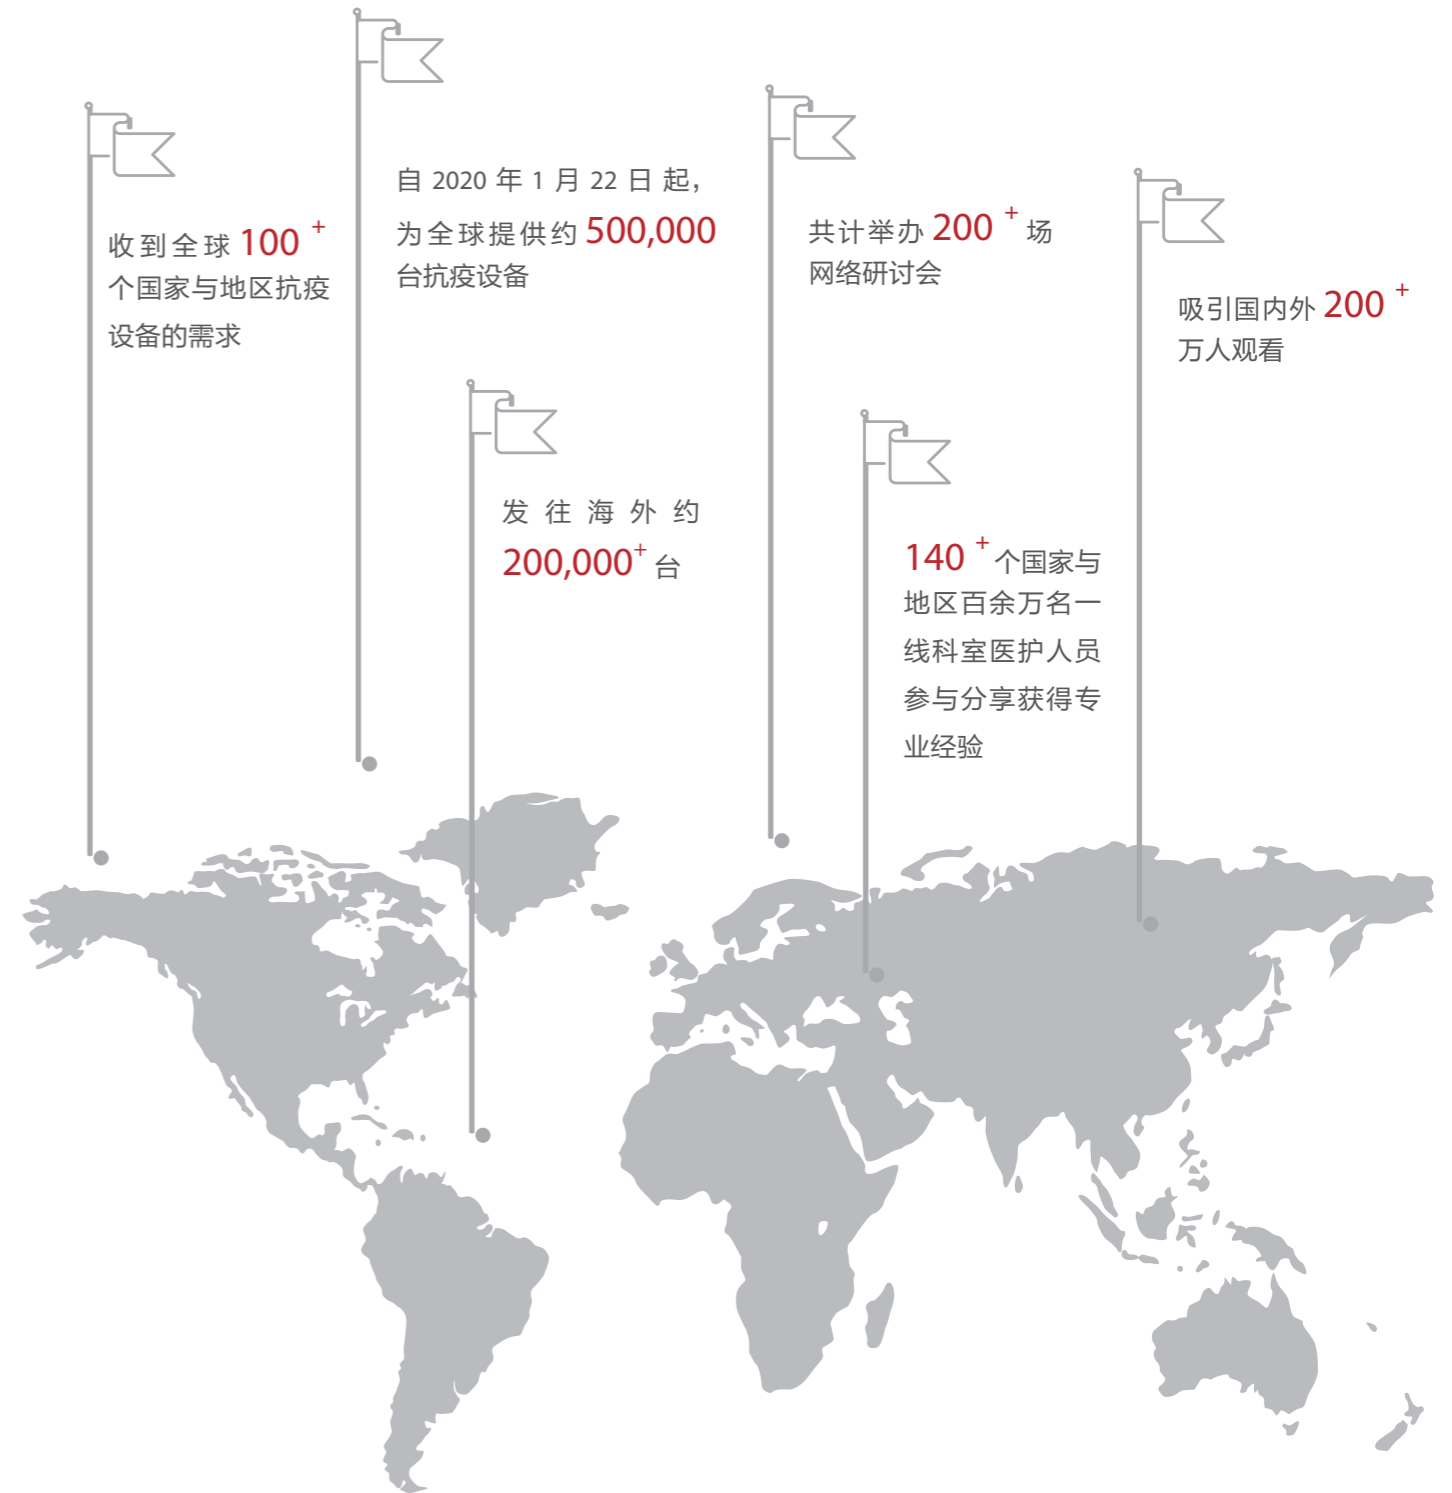 收到全球 100 +
个国家与地区抗疫
设备的需求
自 2020 年 1 月 22 日 起，
为全球提供约 500,000
台抗疫设备
发往海外约
200,000+ 台
共计举办 200 + 场
网络研讨会
140 + 个国家与
地区百余万名一
线科室医护人员
参与分享获得专
业经验
吸引国内外 200 +
万人观看